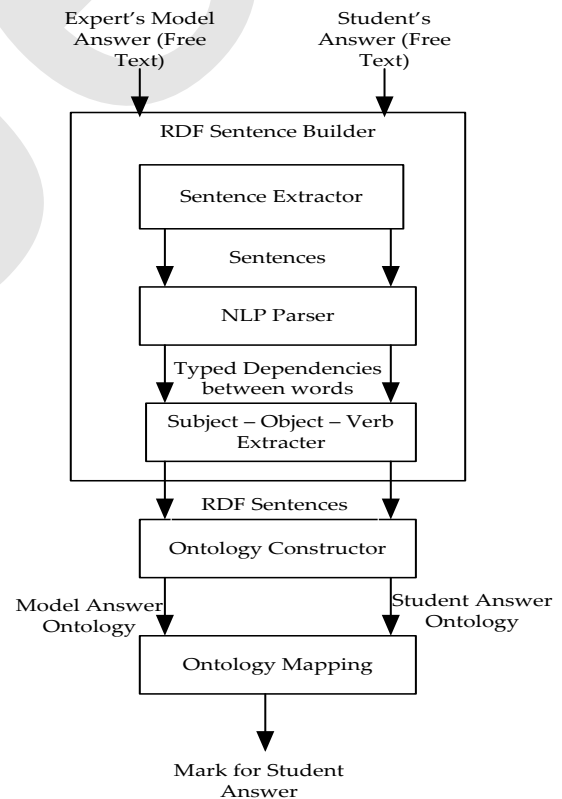 Expert's Model
Answer (Free
Text)
Student's
Answer (Free
Text)
RDF Sentence Builder
Sentence Extractor
Sentences
NLP Parser
Typed Dependencies
between words
Subject – Object – Verb
Extracter
RDF Sentences
Ontology Constructor
Model Answer
Ontology
Student Answer
Ontology
Ontology Mapping
Mark for Student
Answer